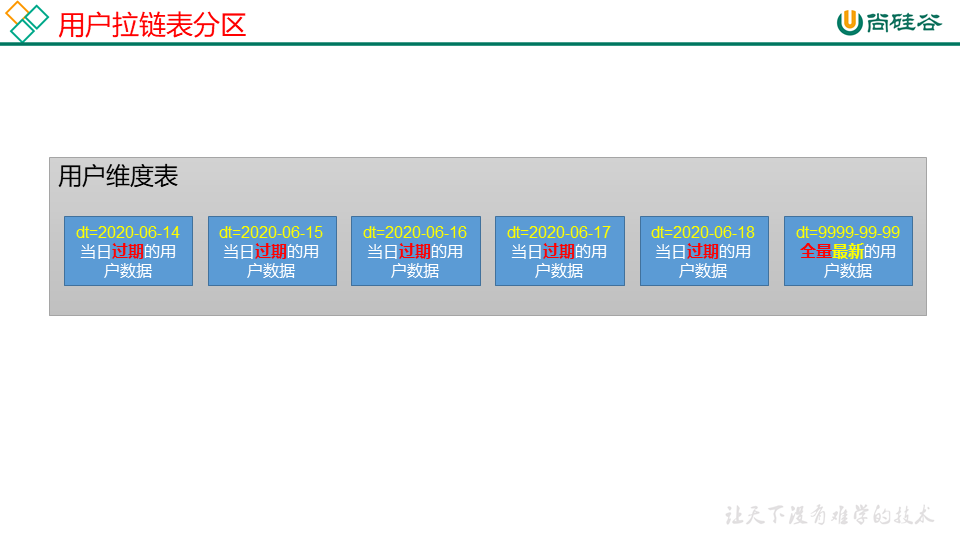 用户拉链表分区
尚硅谷
用户维度表
dt=2020-06-14
当日过期的用
户数据
dt=2020-06-15
当日过期的用
户数据
dt=2020-06-16
当日过期的用
户数据
dt=2020-06-17
当日过期的用
户数据
dt=2020-06-18
当日过期的用
户数据
dt=9999-99-99
全量最新的用
户数据
让天下没有难学的技术